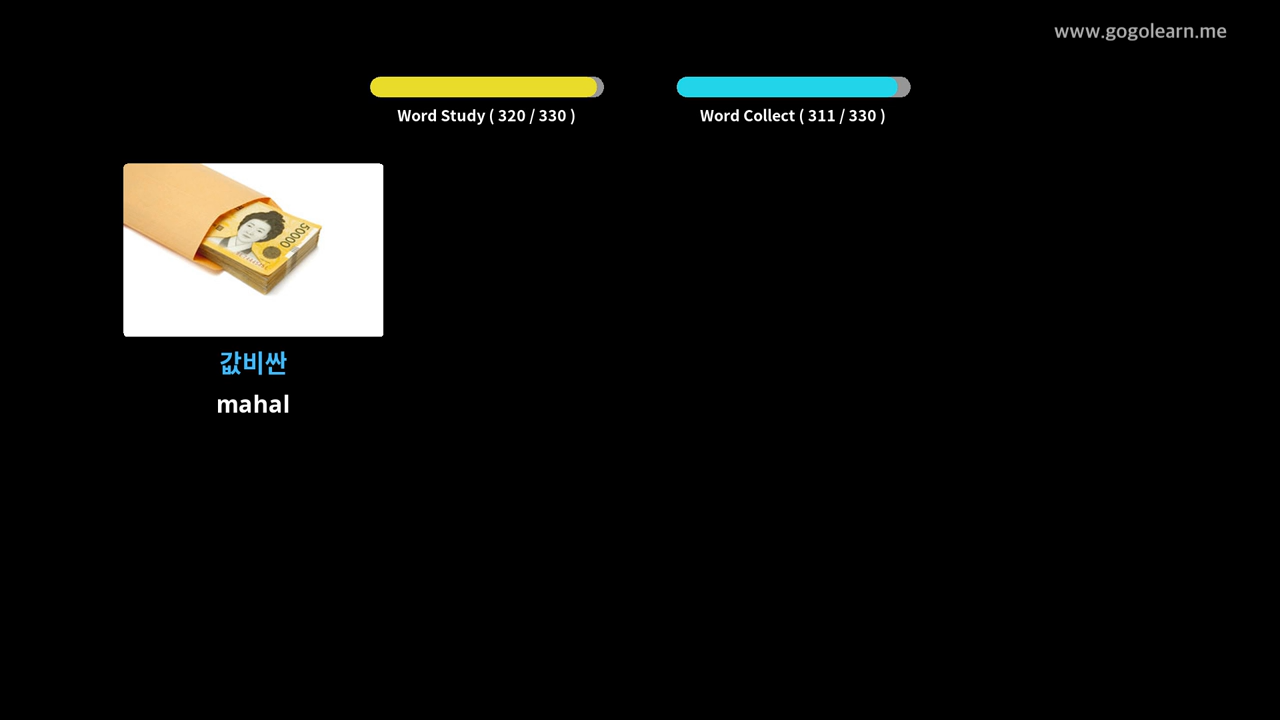 www.gogolearn.me
Word Study ( 320 / 330 )
Word Collect ( 311 / 330 )
50000
값비싼
mahal